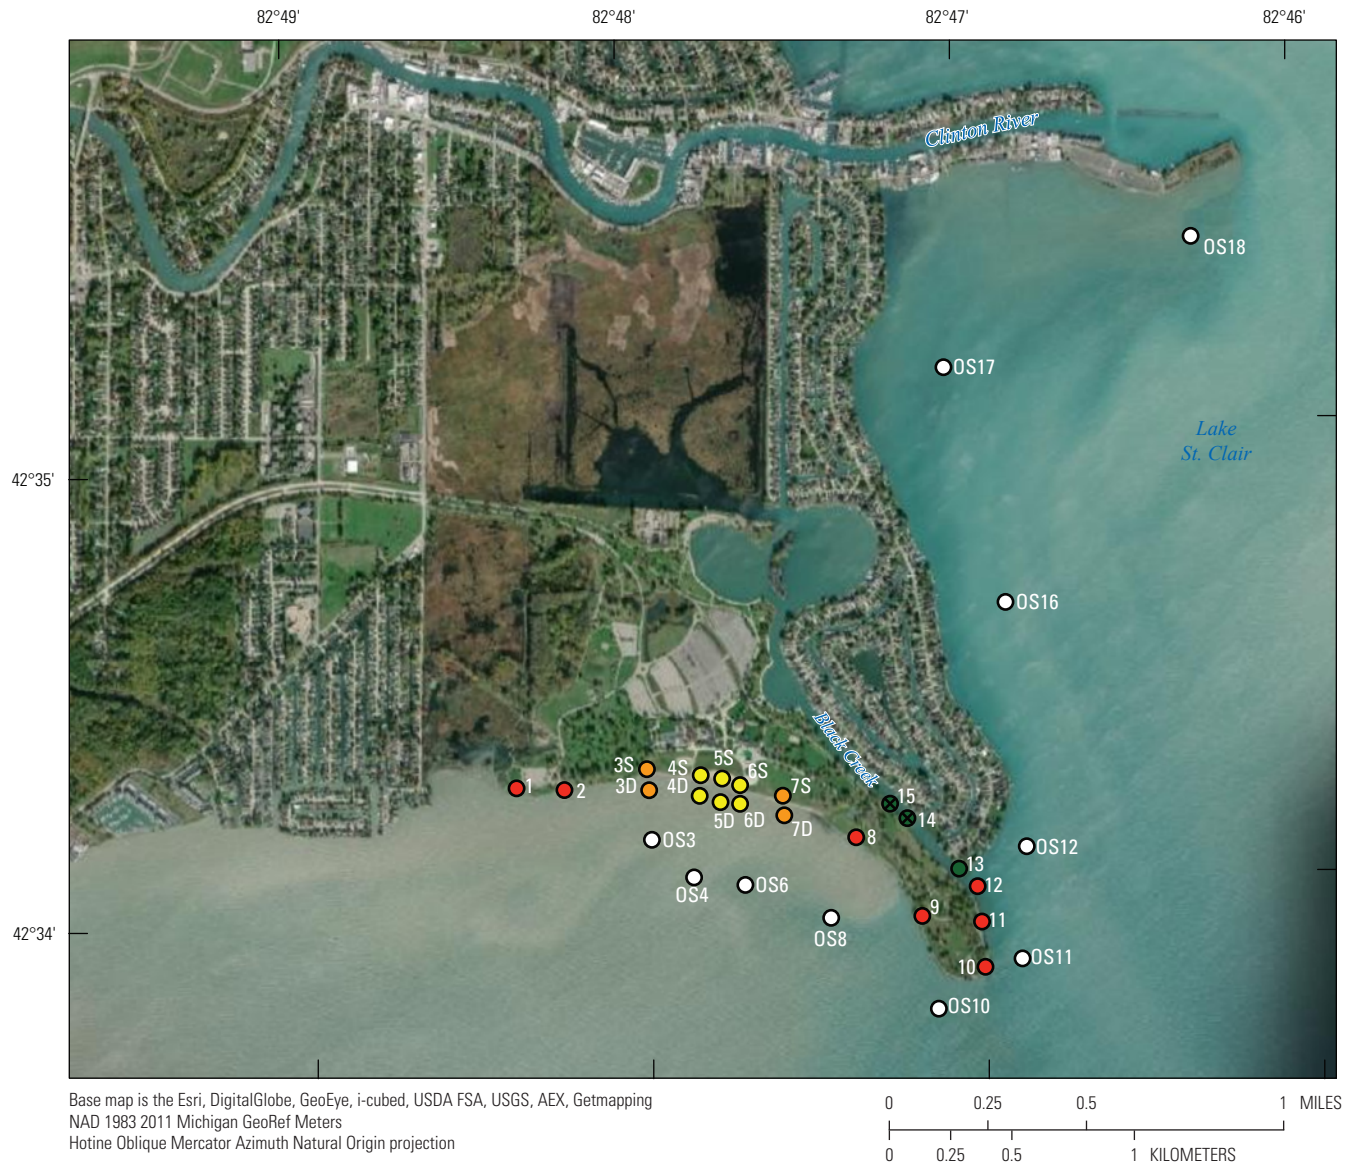 82°49'
82°48'
82°47'
82°46'
Clinton River
OS18
OS17
Lake
St. Clair
42°35'
OS16
Black Creek
5S
3S
4S
6S
1
2
3D
4D
7S
15
5D
6D
7D
14
8
OS3
OS12
13
OS4
OS6
12
9
11
42°34'
OS8
10
OS11
OS10
Base map is the Esri, DigitalGlobe, GeoEye, i-cubed, USDA FSA, USGS, AEX, Getmapping
NAD 1983 2011 Michigan GeoRef Meters
Hotine Oblique Mercator Azimuth Natural Origin projection
0 0.25 0.5 1 MILES
0 0.25 0.5 1 KILOMETERS